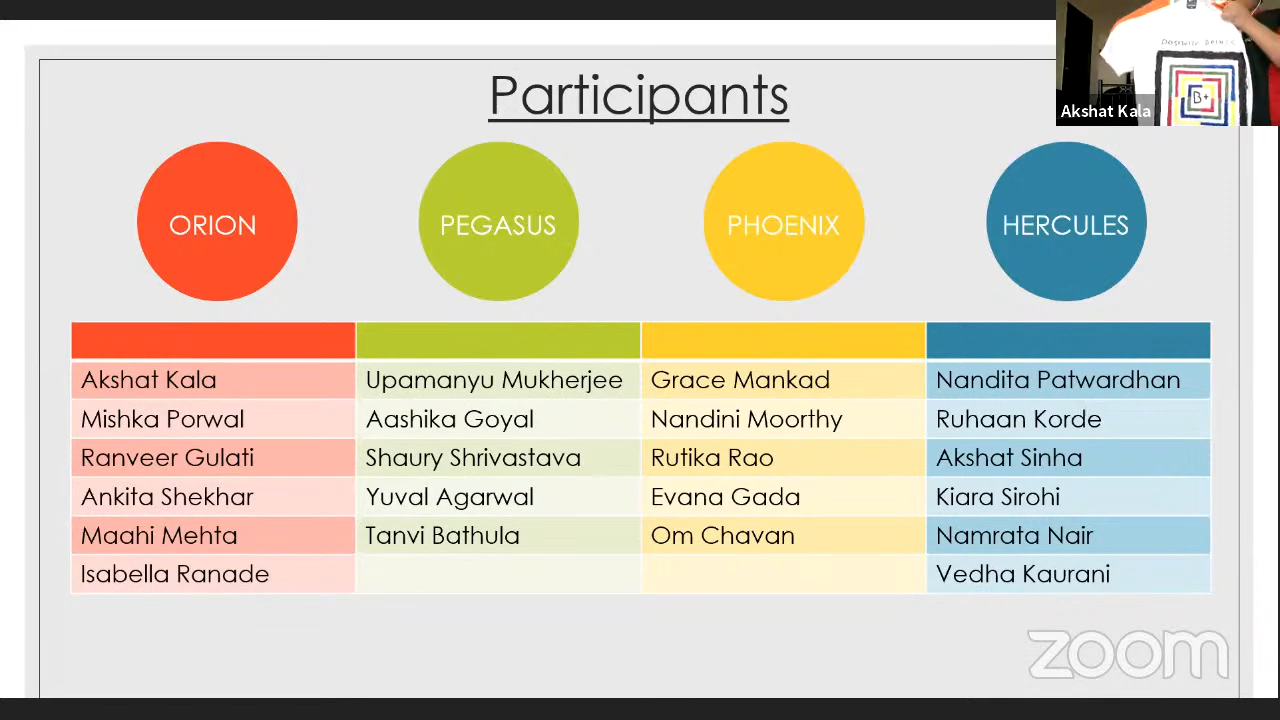 Participants
B+
Akshat Kala
ORION
PEGASUS
PHOENIX
HERCULES
Akshat Kala
Upamanyu Mukherjee
Grace Mankad
Nandita Patwardhan
Mishka Porwal
Aashika Goyal
Nandini Moorthy
Ruhaan Korde
Ranveer Gulati
Shaury Shrivastava
Rutika Rao
Akshat Sinha
Ankita Shekhar
Yuval Agarwal
Evana Gada
Kiara Sirohi
Maahi Mehta
Tanvi Bathula
Om Chavan
Namrata Nair
Isabella Ranade
Vedha Kaurani
zoom